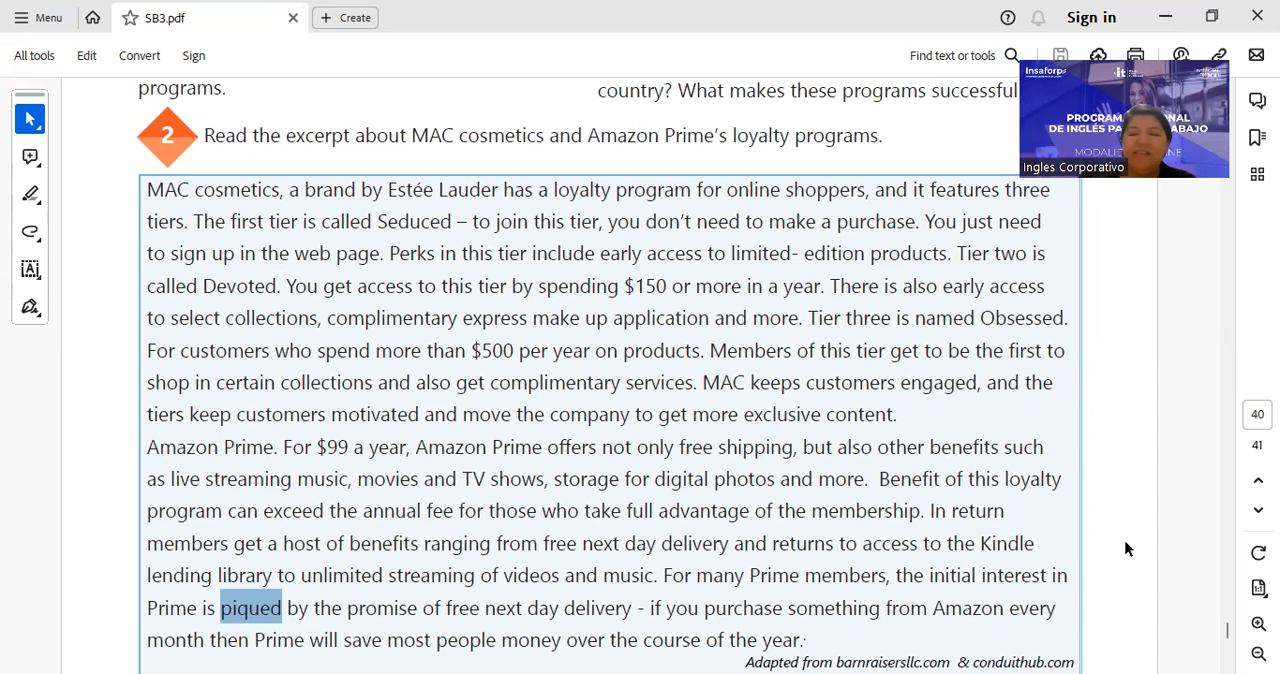 Menu
SB3.pdf
Create
Sign in
All tools
Edit
Convert
Sign
Find text or tools
programs.
country? What makes these programs successful
2
Read the excerpt about MAC cosmetics and Amazon Prime's loyalty programs.
Insaforp
Ingles Corporativo
MAC cosmetics, a brand by Estée Lauder has a loyalty program for online shoppers, and it features three
tiers. The first tier is called Seduced – to join this tier, you don't need to make a purchase. You just need
to sign up in the web page. Perks in this tier include early access to limited- edition products. Tier two is
called Devoted. You get access to this tier by spending $150 or more in a year. There is also early access
to select collections, complimentary express make up application and more. Tier three is named Obsessed.
For customers who spend more than $500 per year on products. Members of this tier get to be the first to
shop in certain collections and also get complimentary services. MAC keeps customers engaged, and the
tiers keep customers motivated and move the company to get more exclusive content.
Amazon Prime. For $99 a year, Amazon Prime offers not only free shipping, but also other benefits such
as live streaming music, movies and TV shows, storage for digital photos and more. Benefit of this loyalty
program can exceed the annual fee for those who take full advantage of the membership. In return
members get a host of benefits ranging from free next day delivery and returns to access to the Kindle
lending library to unlimited streaming of videos and music. For many Prime members, the initial interest in
Prime is piqued by the promise of free next day delivery - if you purchase something from Amazon every
month then Prime will save most people money over the course of the year.
Adapted from barnraisersllc.com & conduithub.com
40
41